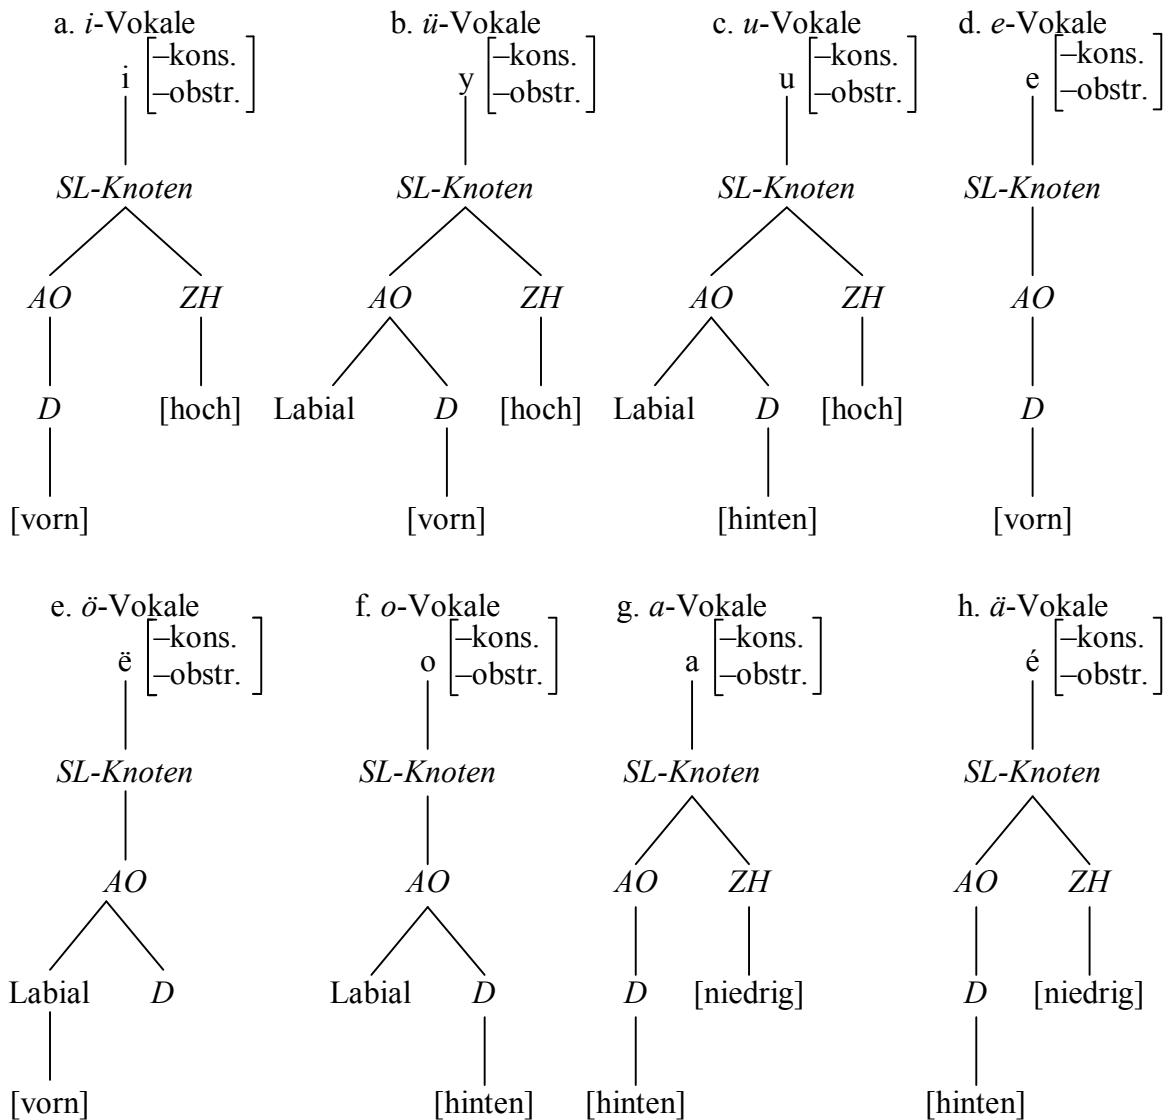 a. i-Vokale b. ü-Vokale c. u-Vokale d. e-Vokale
i [–kons. –obstr.] y [–kons. –obstr.] u [–kons. –obstr.] e [–kons. –obstr.]
SL-Knoten SL-Knoten SL-Knoten SL-Knoten
AO ZH AO ZH AO ZH AO
D [hoch] Labial D [hoch] Labial D [hoch] D
[vorn] [vorn] [hinten] [vorn]
e. ö-Vokale f. o-Vokale g. a-Vokale h. ä-Vokale
ë [–kons. –obstr.] o [–kons. –obstr.] a [–kons. –obstr.] é [–kons. –obstr.]
SL-Knoten SL-Knoten SL-Knoten SL-Knoten
AO AO AO ZH AO ZH
Labial D Labial D D [niedrig] D [niedrig]
[vorn] [hinten] [hinten] [hinten]